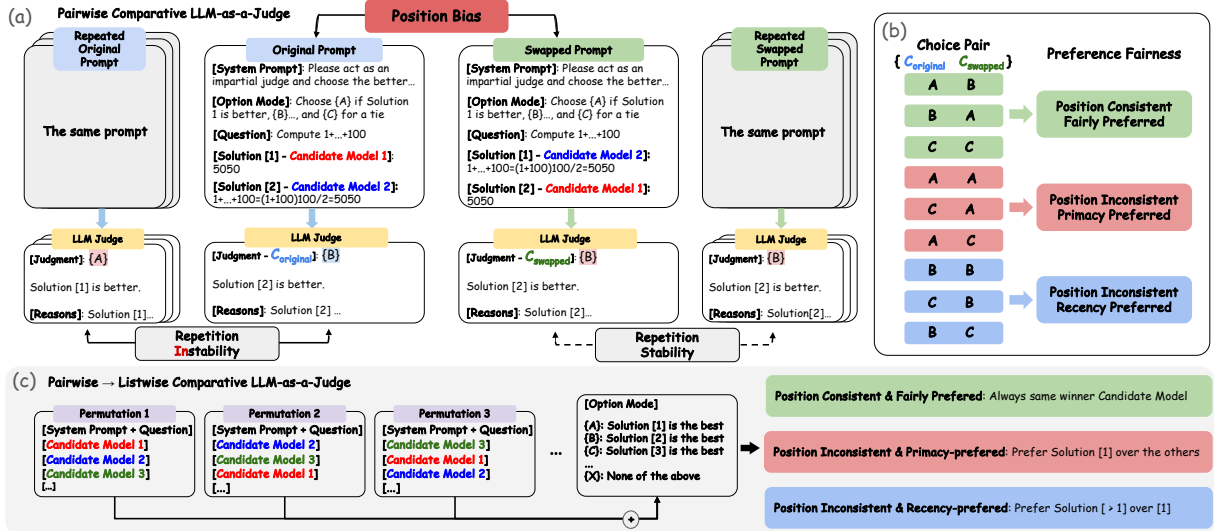 (a)
Pairwise Comparative LLM-as-a-Judge
Position Bias
Repeated
Original
Prompt
The same prompt
Original Prompt
[System Prompt]: Please act as an
impartial judge and choose the better...
[Option Mode]: Choose {A} if Solution
1 is better, {B}..., and {C} for a tie
[Question]: Compute 1+...+100
[Solution [1] - Candidate Model 1]:
5050
[Solution [2] - Candidate Model 2]:
1+...+100=(1+100)100/2=5050
Swapped Prompt
[System Prompt]: Please act as an
impartial judge and choose the better...
[Option Mode]: Choose {A} if Solution
1 is better, {B}..., and {C} for a tie
[Question]: Compute 1+...+100
[Solution [1] - Candidate Model 2]:
1+...+100=(1+100)100/2=5050
[Solution [2] - Candidate Model 1]:
5050
Repeated
Swapped
Prompt
The same prompt
LLM Judge
[Judgment]: {A}
Solution [1] is better.
[Reasons]: Solution [1]...
LLM Judge
[Judgment - Coriginal]: {B}
Solution [2] is better.
[Reasons]: Solution [2] ...
LLM Judge
[Judgment - Cswapped]: {B}
Solution [2] is better.
[Reasons]: Solution [2]...
LLM Judge
[Judgment]: {B}
Solution [2] is better.
[Reasons]: Solution[2]...
Repetition
Instability
Repetition
Stability
(b)
Choice Pair
{ Coriginal Cswapped }
Preference Fairness
A B
B A
C C
Position Consistent
Fairly Preferred
A A
C A
A C
Position Inconsistent
Primacy Preferred
B B
C B
B C
Position Inconsistent
Recency Preferred
(c)
Pairwise → Listwise Comparative LLM-as-a-Judge
Permutation 1
[System Prompt + Question]
[Candidate Model 1]
[Candidate Model 2]
[Candidate Model 3]
[...]
Permutation 2
[System Prompt + Question]
[Candidate Model 2]
[Candidate Model 3]
[Candidate Model 1]
[...]
Permutation 3
[System Prompt + Question]
[Candidate Model 3]
[Candidate Model 1]
[Candidate Model 2]
[...]
...
[Option Mode]
{A}: Solution [1] is the best
{B}: Solution [2] is the best
{C}: Solution [3] is the best
...
{X}: None of the above
+
Position Consistent & Fairly Prefered: Always same winner Candidate Model
Position Inconsistent & Primacy-prefered: Prefer Solution [1] over the others
Position Inconsistent & Recency-prefered: Prefer Solution [ > 1] over [1]